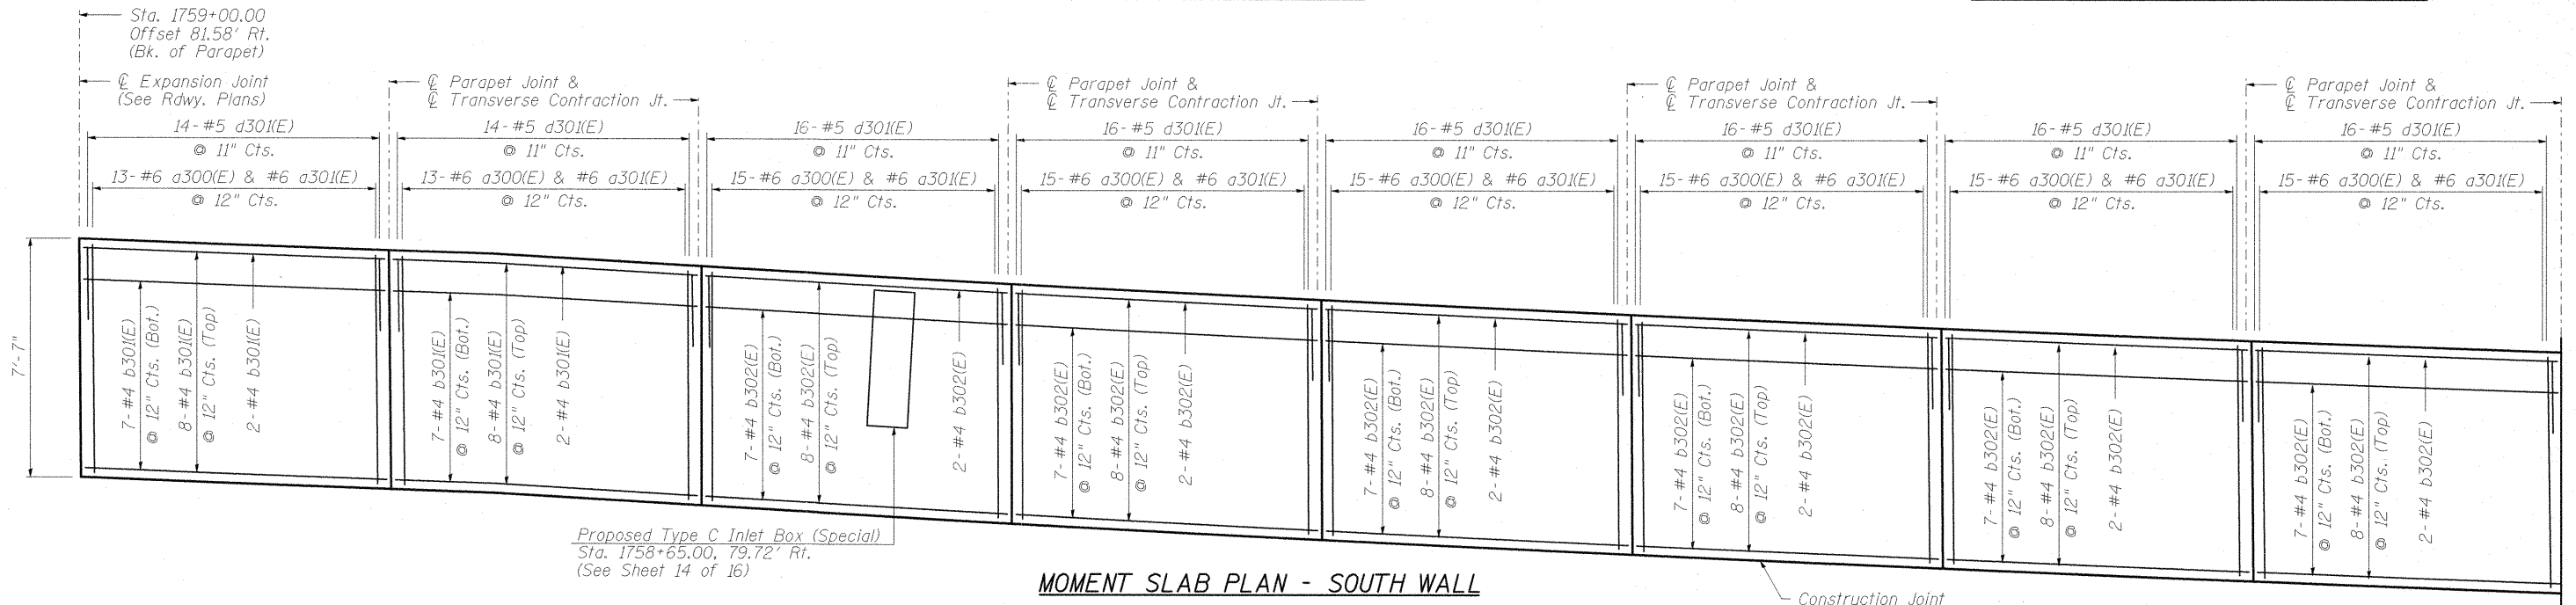 Sta. 1759+00.00
Offset 81.58' Rt.
(Bk. of Parapet)
℄ Expansion Joint
(See Rdwy. Plans)
℄ Parapet Joint &
℄ Transverse Contraction Jt.
℄ Parapet Joint &
℄ Transverse Contraction Jt.
℄ Parapet Joint &
℄ Transverse Contraction Jt.
℄ Parapet Joint &
℄ Transverse Contraction Jt.
14-#5 d301(E)
@ 11" Cts.
13-#6 a300(E) & #6 a301(E)
@ 12" Cts.
14-#5 d301(E)
@ 11" Cts.
13-#6 a300(E) & #6 a301(E)
@ 12" Cts.
16-#5 d301(E)
@ 11" Cts.
15-#6 a300(E) & #6 a301(E)
@ 12" Cts.
16-#5 d301(E)
@ 11" Cts.
15-#6 a300(E) & #6 a301(E)
@ 12" Cts.
16-#5 d301(E)
@ 11" Cts.
15-#6 a300(E) & #6 a301(E)
@ 12" Cts.
16-#5 d301(E)
@ 11" Cts.
15-#6 a300(E) & #6 a301(E)
@ 12" Cts.
16-#5 d301(E)
@ 11" Cts.
15-#6 a300(E) & #6 a301(E)
@ 12" Cts.
16-#5 d301(E)
@ 11" Cts.
15-#6 a300(E) & #6 a301(E)
@ 12" Cts.
7'-7"
7-#4 b301(E)
@ 12" Cts. (Bot.)
8-#4 b301(E)
@ 12" Cts. (Top)
2-#4 b301(E)
7-#4 b301(E)
@ 12" Cts. (Bot.)
8-#4 b301(E)
@ 12" Cts. (Top)
2-#4 b301(E)
7-#4 b302(E)
@ 12" Cts. (Bot.)
8-#4 b302(E)
@ 12" Cts. (Top)
2-#4 b302(E)
7-#4 b302(E)
@ 12" Cts. (Bot.)
8-#4 b302(E)
@ 12" Cts. (Top)
2-#4 b302(E)
7-#4 b302(E)
@ 12" Cts. (Bot.)
8-#4 b302(E)
@ 12" Cts. (Top)
2-#4 b302(E)
7-#4 b302(E)
@ 12" Cts. (Bot.)
8-#4 b302(E)
@ 12" Cts. (Top)
2-#4 b302(E)
7-#4 b302(E)
@ 12" Cts. (Bot.)
8-#4 b302(E)
@ 12" Cts. (Top)
2-#4 b302(E)
7-#4 b302(E)
@ 12" Cts. (Bot.)
8-#4 b302(E)
@ 12" Cts. (Top)
2-#4 b302(E)
Proposed Type C Inlet Box (Special)
Sta. 1758+65.00, 79.72' Rt.
(See Sheet 14 of 16)
MOMENT SLAB PLAN - SOUTH WALL
Construction Joint